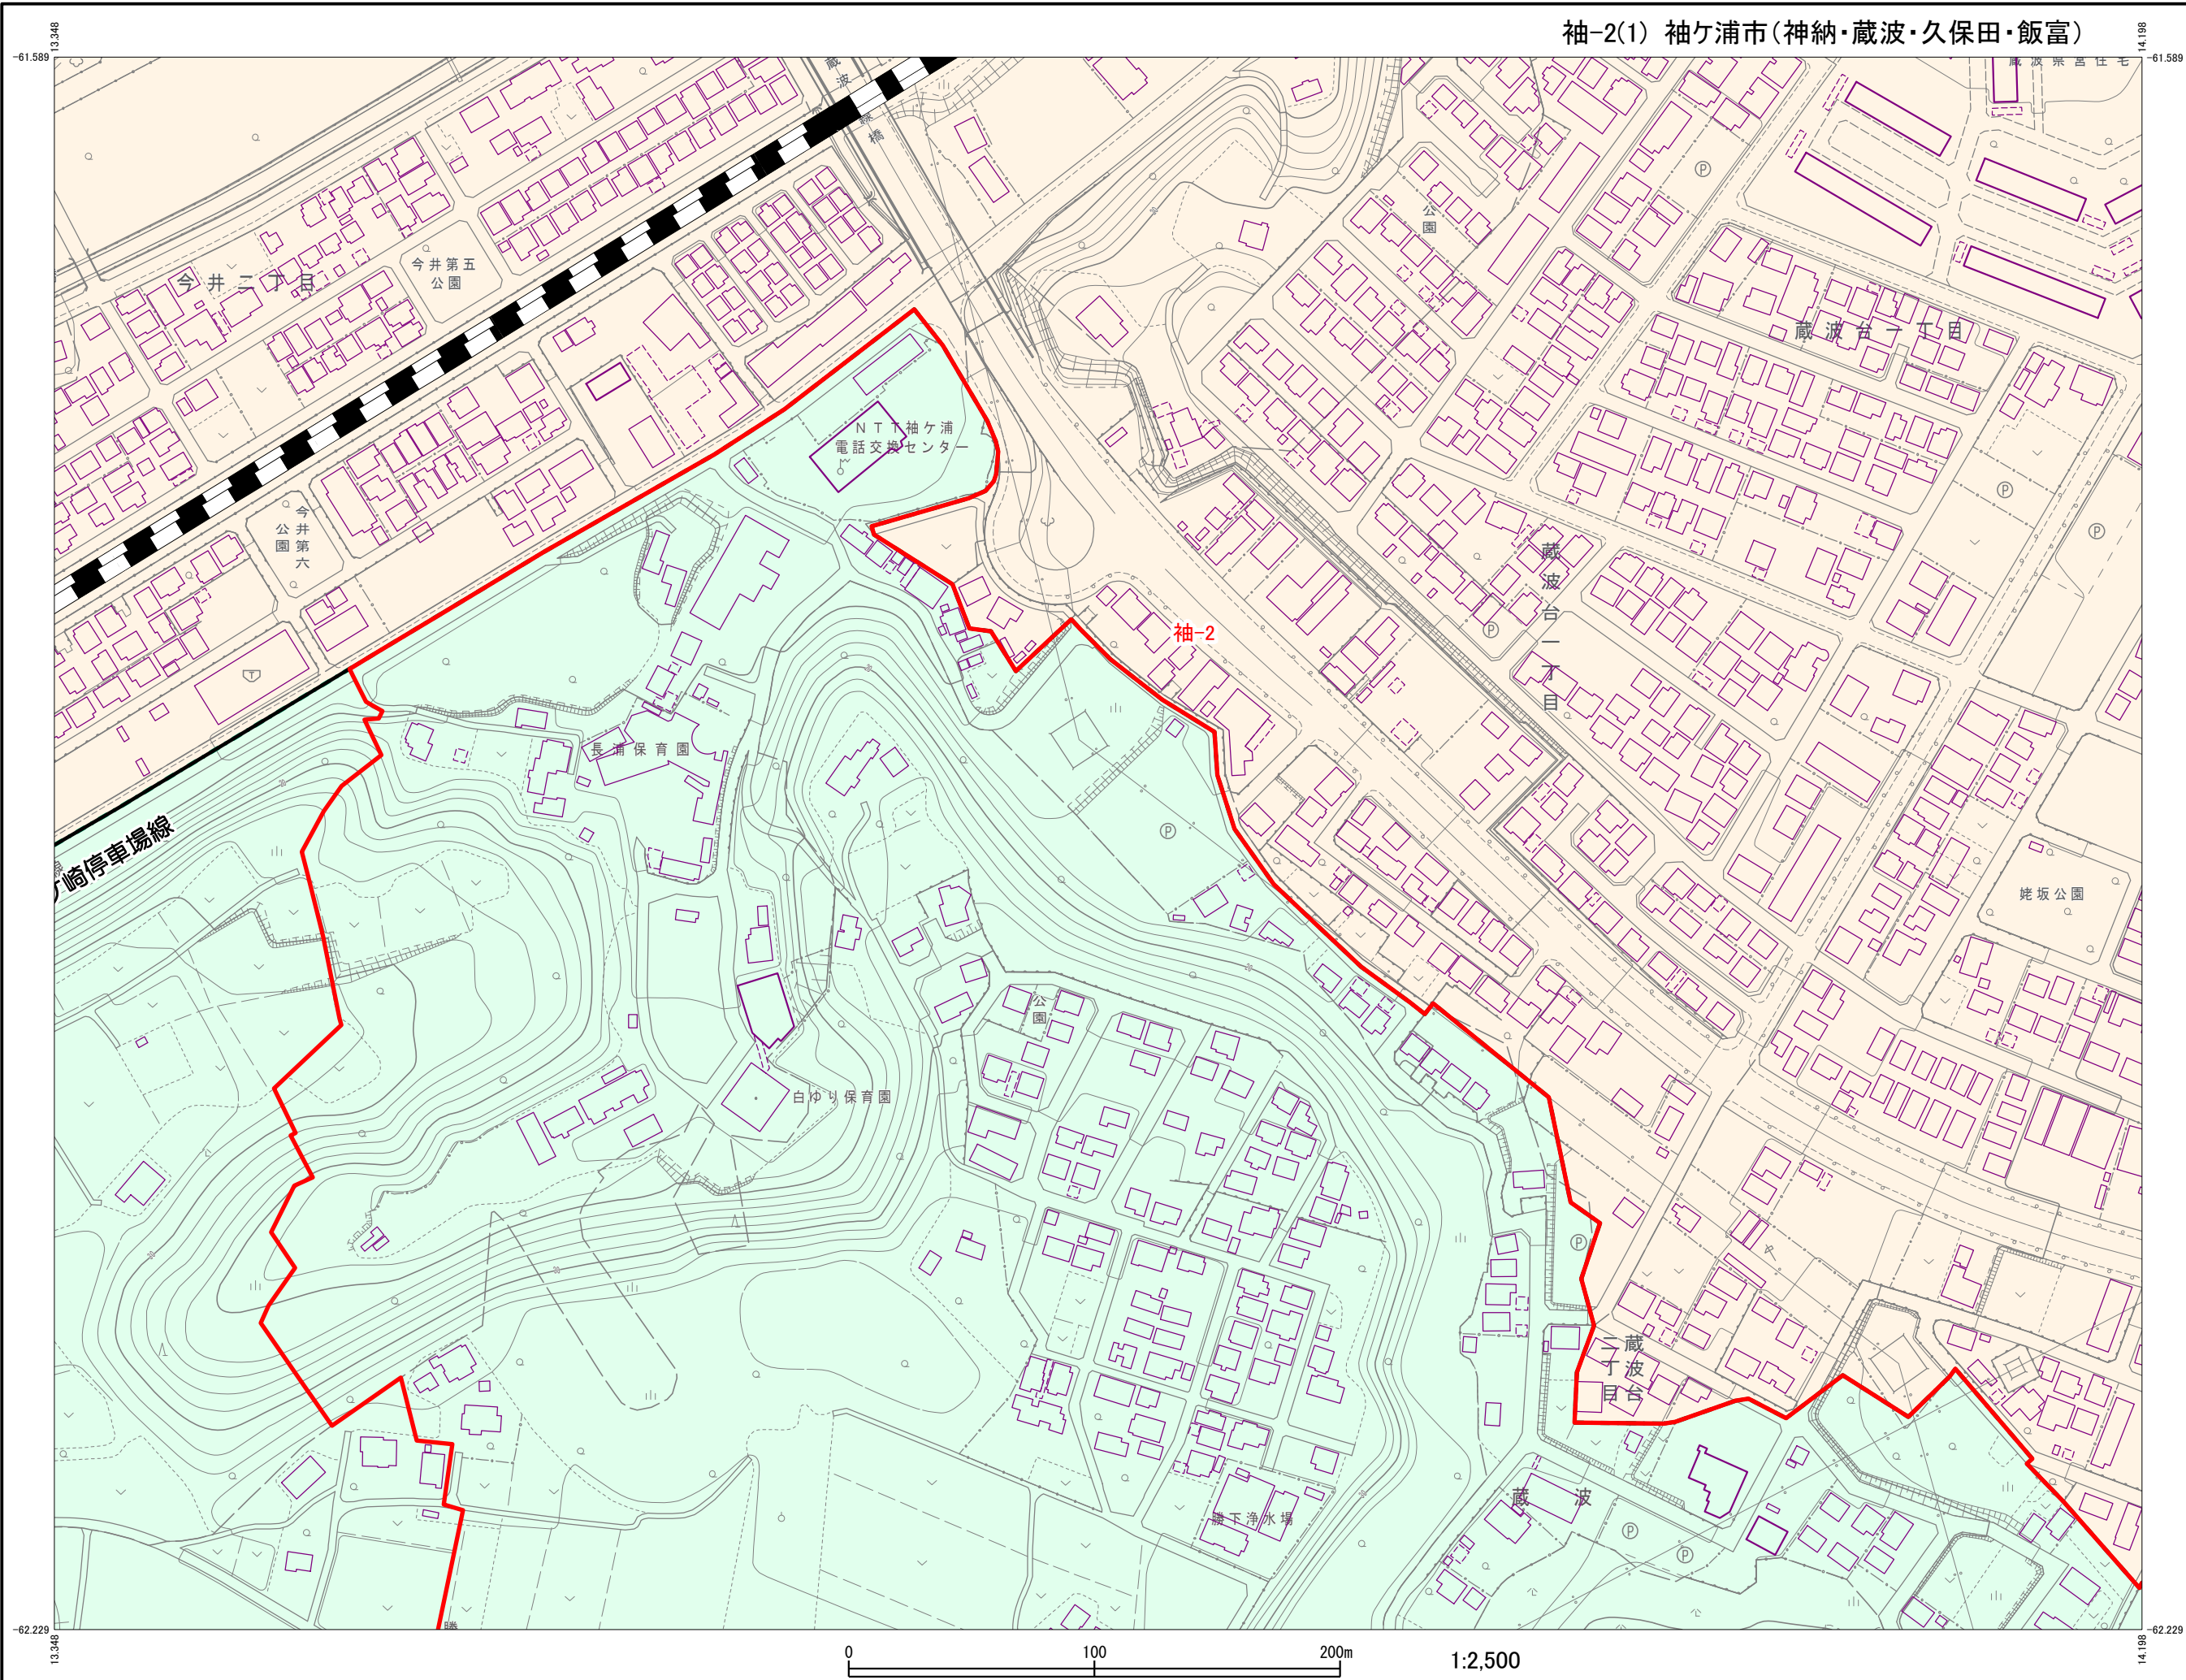 袖-2(1) 袖ケ浦市(神納・蔵波・久保田・飯富)
13.348
14.198
-61.589
-61.589
蔵波県営住宅
蔵波
橋
公園
今井第五
公園
今井二丁目
蔵波台一丁目
NTT袖ケ浦
電話交換センター
今井第六
公園
蔵波台一丁目
袖-2
長浦保育園
ケ崎停車場線
姥坂公園
公園
白ゆり保育園
蔵波台
二丁目
蔵波
勝下浄水場
勝
-62.229
-62.229
13.348
14.198
0 100 200m
1:2,500